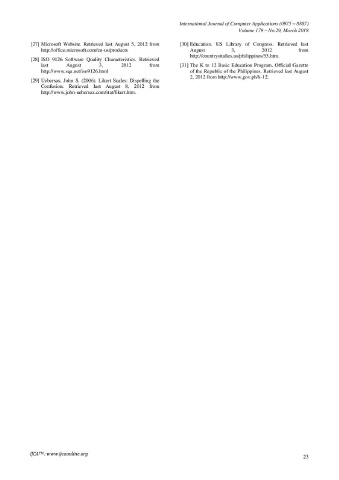 International Journal of Computer Applications (0975 – 8887)
Volume 179 – No.29, March 2018
[27] Microsoft Website. Retrieved last August 5, 2012 from
http://office.microsoft.com/en-us/products
[28] ISO 9126 Software Quality Characteristics. Retrieved
last August 3, 2012 from
http://www.sqa.net/iso9126.html
[29] Uebersax, John S. (2006). Likert Scales: Dispelling the
Confusion. Retrieved last August 8, 2012 from
http://www.john-uebersax.com/stat/likert.htm.
[30] Education. US Library of Congress. Retrieved last
August 3, 2012 from
http://countrystudies.us/philippines/53.htm.
[31] The K to 12 Basic Education Program. Official Gazette
of the Republic of the Philippines. Retrieved last August
2, 2012 from http://www.gov.ph/k-12.
IJCATM: www.ijcaonline.org
23